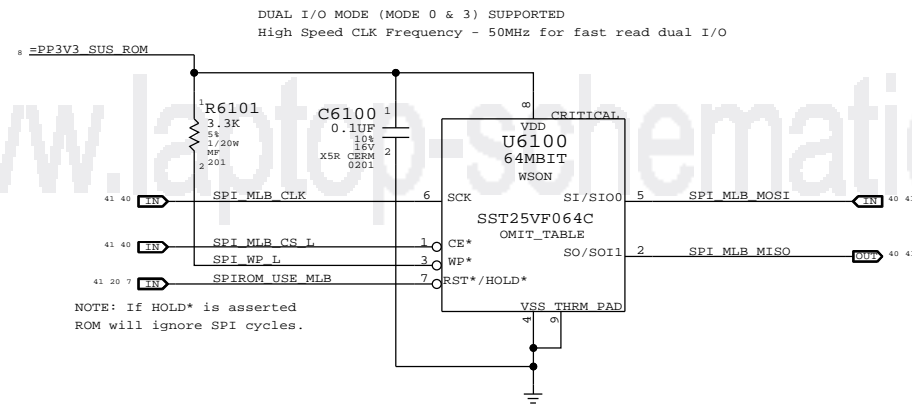 DUAL I/O MODE (MODE 0 & 3) SUPPORTED
High Speed CLK Frequency - 50MHz for fast read dual I/O
8 =PP3V3_SUS_ROM
www.laptop-schemati
1 R6101
3.3K
5%
1/20W
MF
2 201
C6100 1
0.1UF
10%
16V 2
X5R CERM
0201
8 CRITICAL
VDD
U6100
64MBIT
WSON
41 40 IN SPI_MLB_CLK 6 SCK
SI/SIO0 5 SPI_MLB_MOSI IN 40 41
SST25VF064C
OMIT_TABLE
41 40 IN SPI_MLB_CS_L 1 CE*
SPI_WP_L 3 WP*
SO/SOI1 2 SPI_MLB_MISO OUT 40 41
41 20 7 IN SPIROM_USE_MLB 7 RST*/HOLD*
VSS THRM_PAD
4 9
NOTE: If HOLD* is asserted
ROM will ignore SPI cycles.